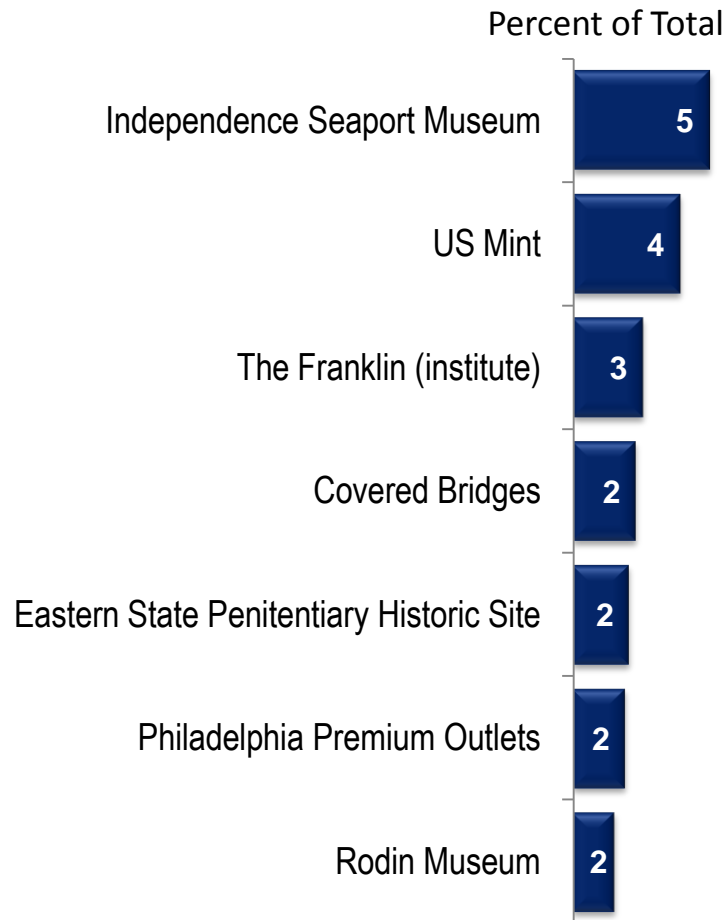 Percent of Total
Independence Seaport Museum 5
US Mint 4
The Franklin (institute) 3
Covered Bridges 2
Eastern State Penitentiary Historic Site 2
Philadelphia Premium Outlets 2
Rodin Museum 2